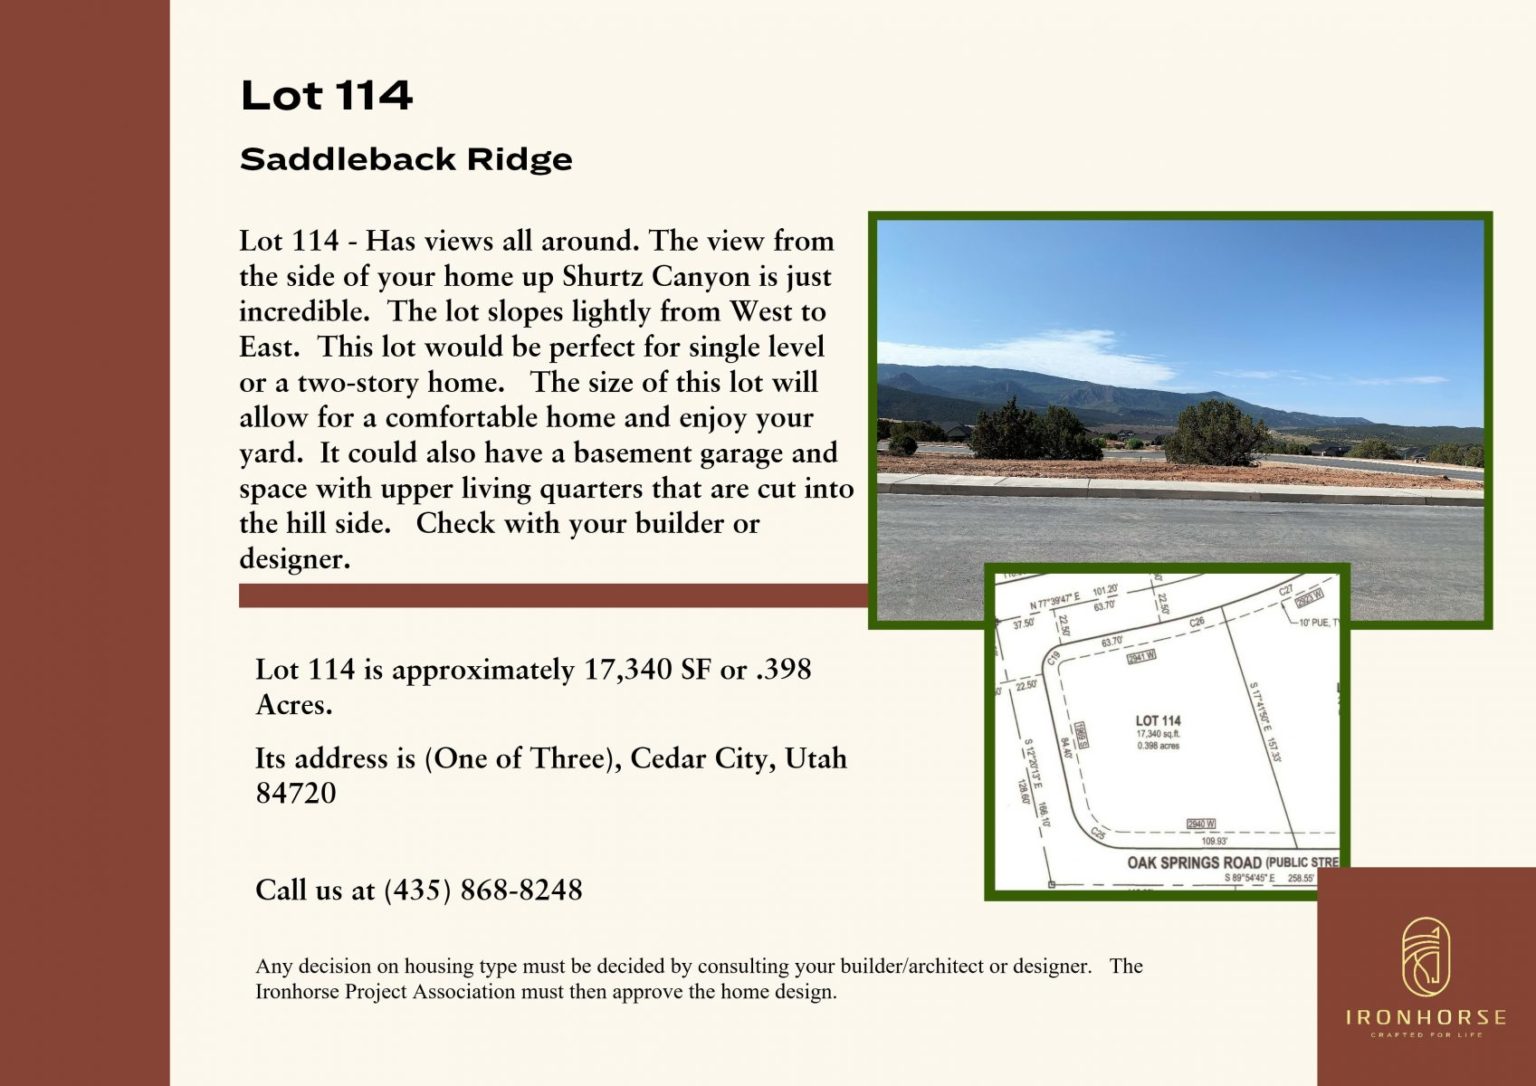 Lot 114
Saddleback Ridge
Lot 114 - Has views all around. The view from
the side of your home up Shurtz Canyon is just
incredible.  The lot slopes lightly from West to
East.  This lot would be perfect for single level
or a two-story home.   The size of this lot will
allow for a comfortable home and enjoy your
yard.  It could also have a basement garage and
space with upper living quarters that are cut into
the hill side.   Check with your builder or
designer.
Lot 114 is approximately 17,340 SF or .398
Acres.
Its address is (One of Three), Cedar City, Utah
84720
Call us at (435) 868-8248
Any decision on housing type must be decided by consulting your builder/architect or designer.   The
Ironhorse Project Association must then approve the home design.
N 77°39'47" E
101.20'
63.70'
37.50'
22.50'
22.50'
C27
2923 W
10' PUE, T
C26
63.70'
2941 W
C19
22.50'
LOT 114
17,340 sq.ft.
0.398 acres
1969 S
94.40'
S 12°20'13" E
166.10'
128.60'
S 17°41'50" E
157.33'
C25
2940 W
109.93'
OAK SPRINGS ROAD (PUBLIC STRE
S 89°54'45" E
258.55'
IRONHORSE
CRAFTED FOR LIFE